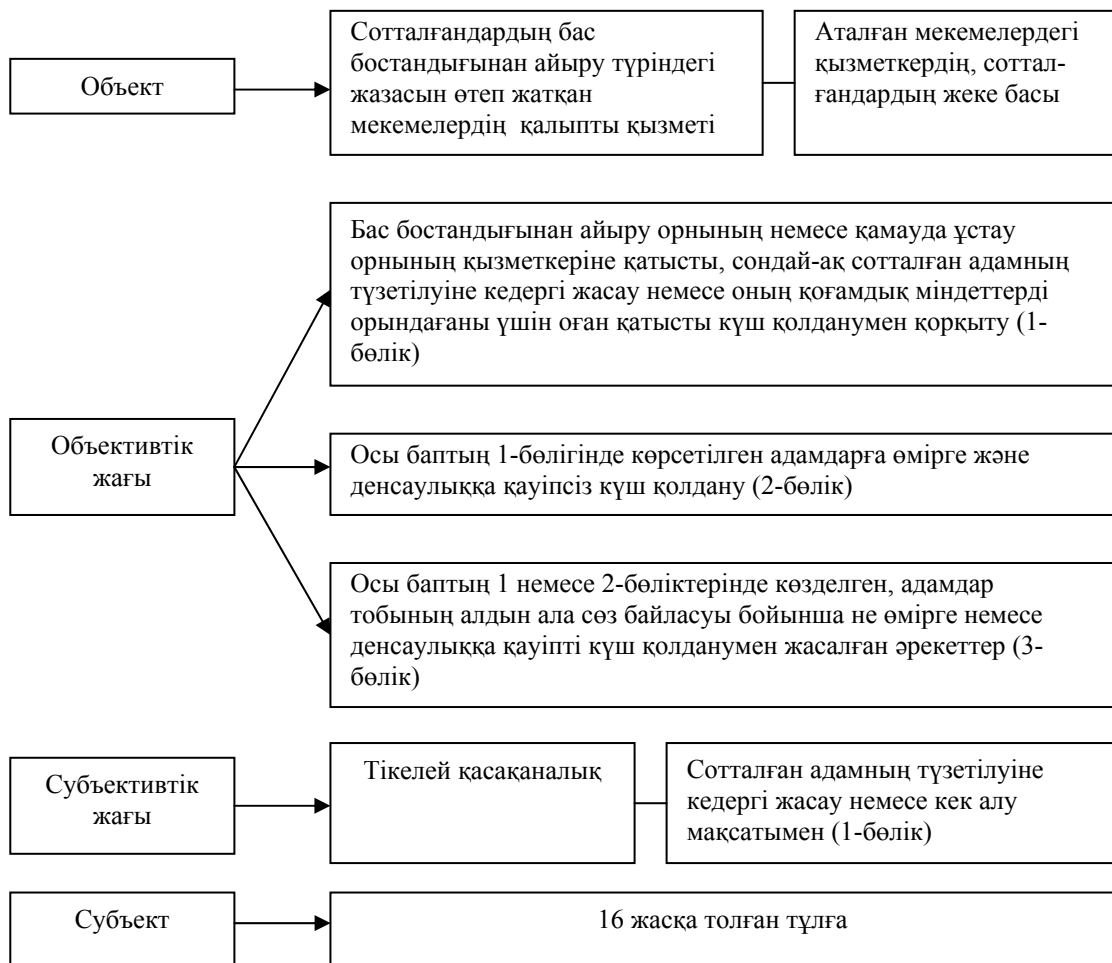 Объект
Сотталғандардың бас
бостандығынан айыру түріндегі
жазасын өтеп жатқан
мекемелердің қалыпты қызметі
Аталған мекемелердегі
қызметкердің, соттал-
ғандардың жеке басы
Объективтік
жағы
Бас бостандығынан айыру орнының немесе қамауда ұстау
орнының қызметкеріне қатысты, сондай-ақ сотталған адамның
түзетілуіне кедергі жасау немесе оның қоғамдық міндеттерді
орындағаны үшін оған қатысты күш қолданумен қорқыту (1-
бөлік)
Осы баптың 1-бөлігінде көрсетілген адамдарға өмірге және
денсаулыққа қауіпсіз күш қолдану (2-бөлік)
Осы баптың 1 немесе 2-бөліктерінде көзделген, адамдар
тобының алдын ала сөз байласуы бойынша не өмірге немесе
денсаулыққа қауіпті күш қолданумен жасалған әрекеттер (3-
бөлік)
Субъективтік
жағы
Тікелей қасақаналық
Сотталған адамның түзетілуіне
кедергі жасау немесе кек алу
мақсатымен (1-бөлік)
Субъект
16 жасқа толған тұлға